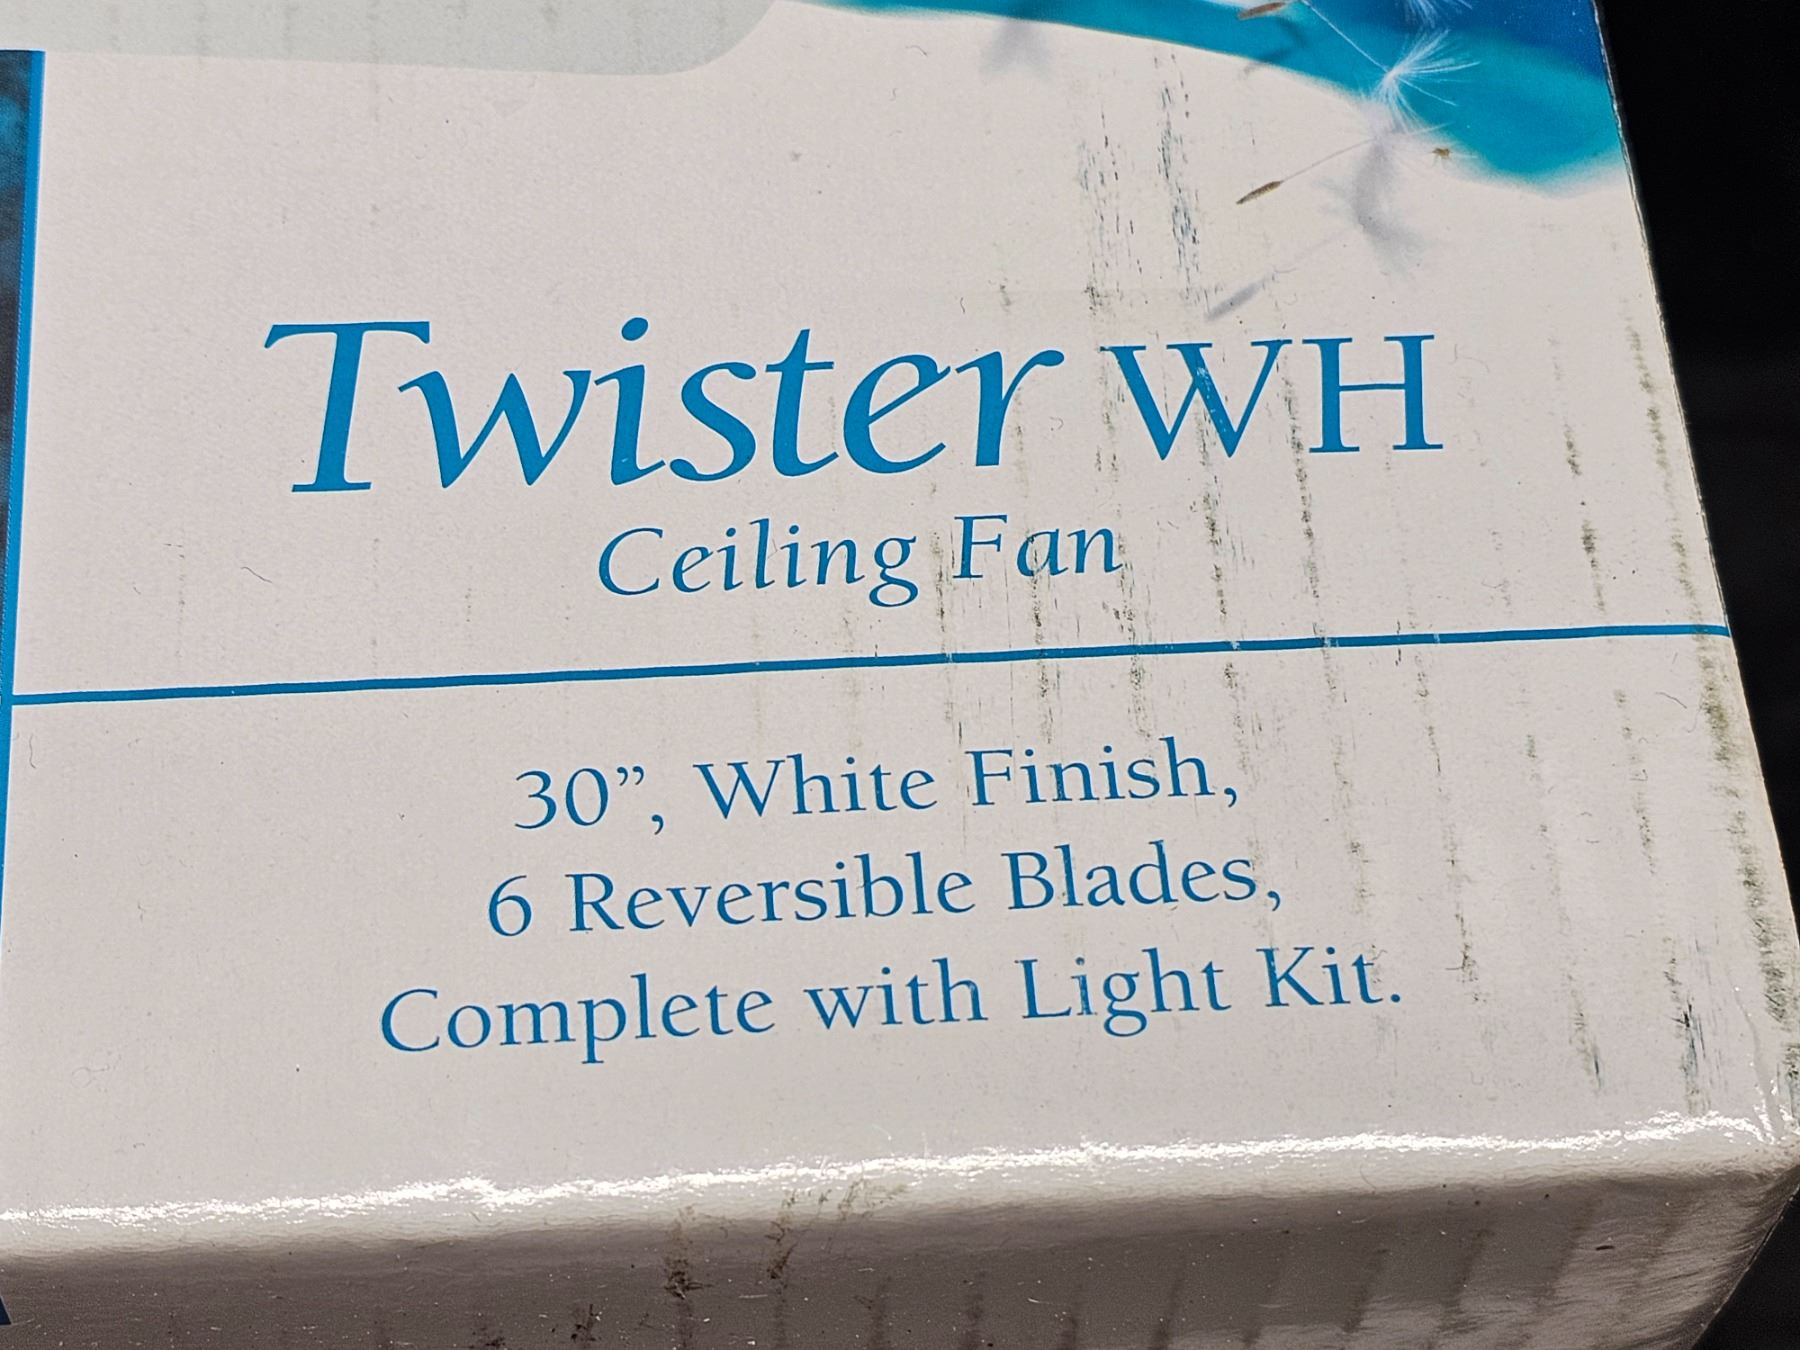 Twister WH
Ceiling Fan
30”, White Finish,
6 Reversible Blades,
Complete with Light Kit.